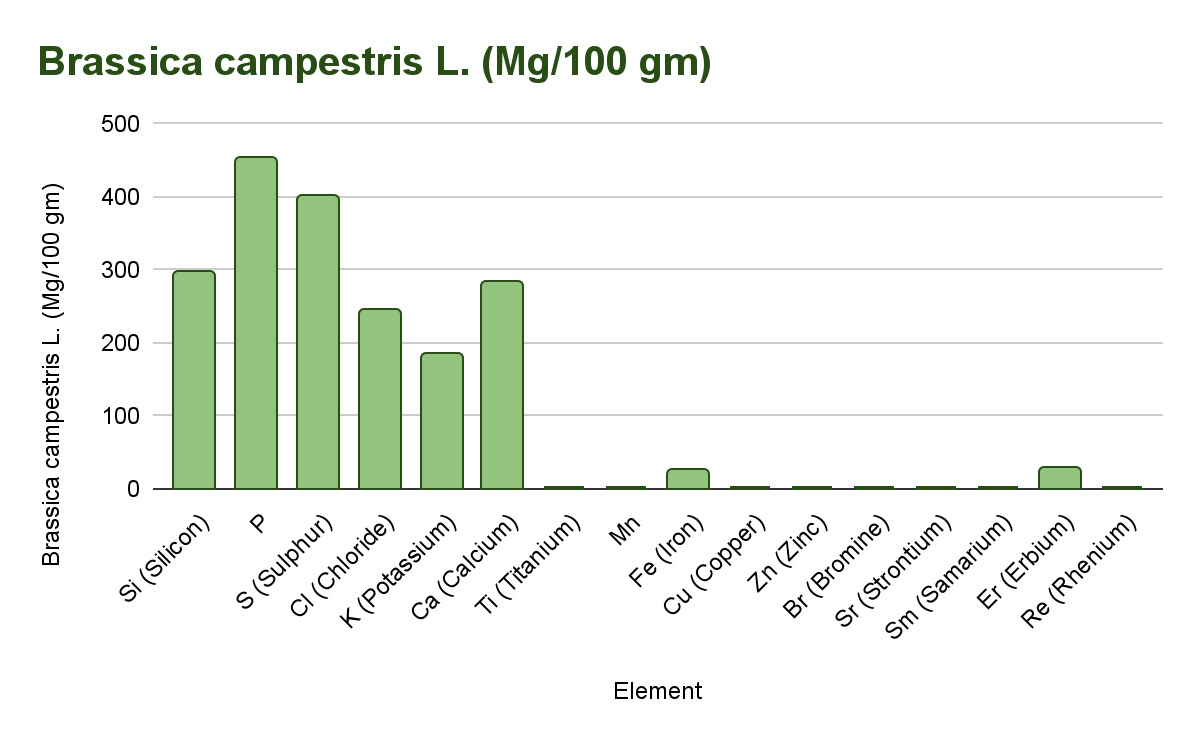 Brassica campestris L. (Mg/100 gm)
Brassica campestris L. (Mg/100 gm)
500
400
300
200
100
0
Si (Silicon)
P
S (Sulphur)
Cl (Chloride)
K (Potassium)
Ca (Calcium)
Ti (Titanium)
Mn
Fe (Iron)
Cu (Copper)
Zn (Zinc)
Br (Bromine)
Sr (Strontium)
Sm (Samarium)
Er (Erbium)
Re (Rhenium)
Element